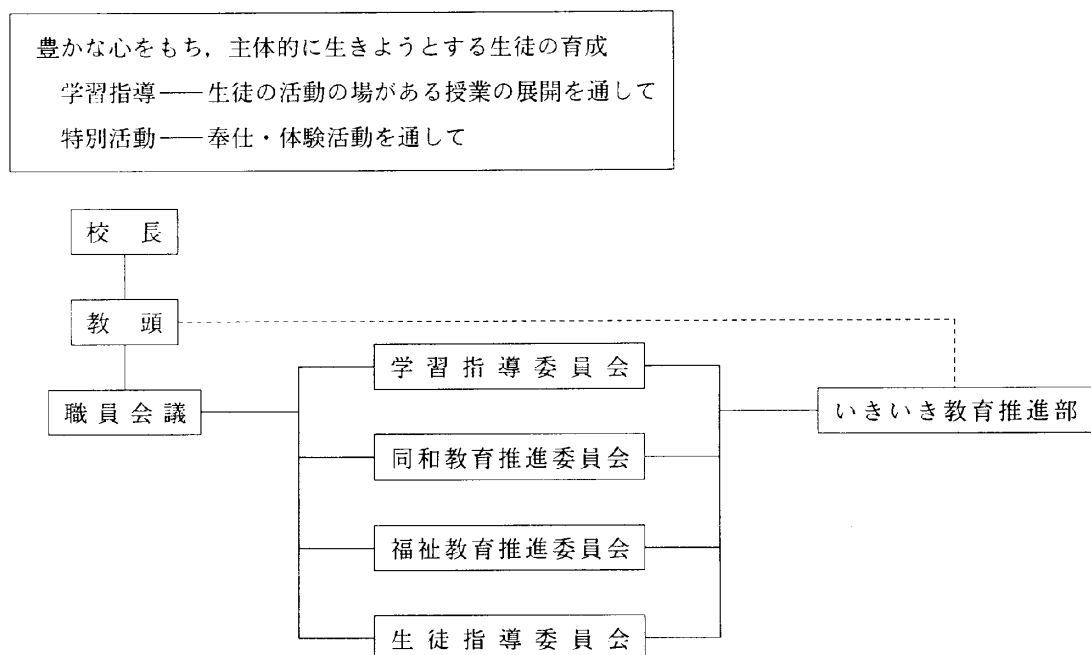 豊かな心をもち，主体的に生きようとする生徒の育成
学習指導――生徒の活動の場がある授業の展開を通して
特別活動――奉仕・体験活動を通して
校長
教頭
職員会議
学習指導委員会
同和教育推進委員会
福祉教育推進委員会
生徒指導委員会
いきいき教育推進部